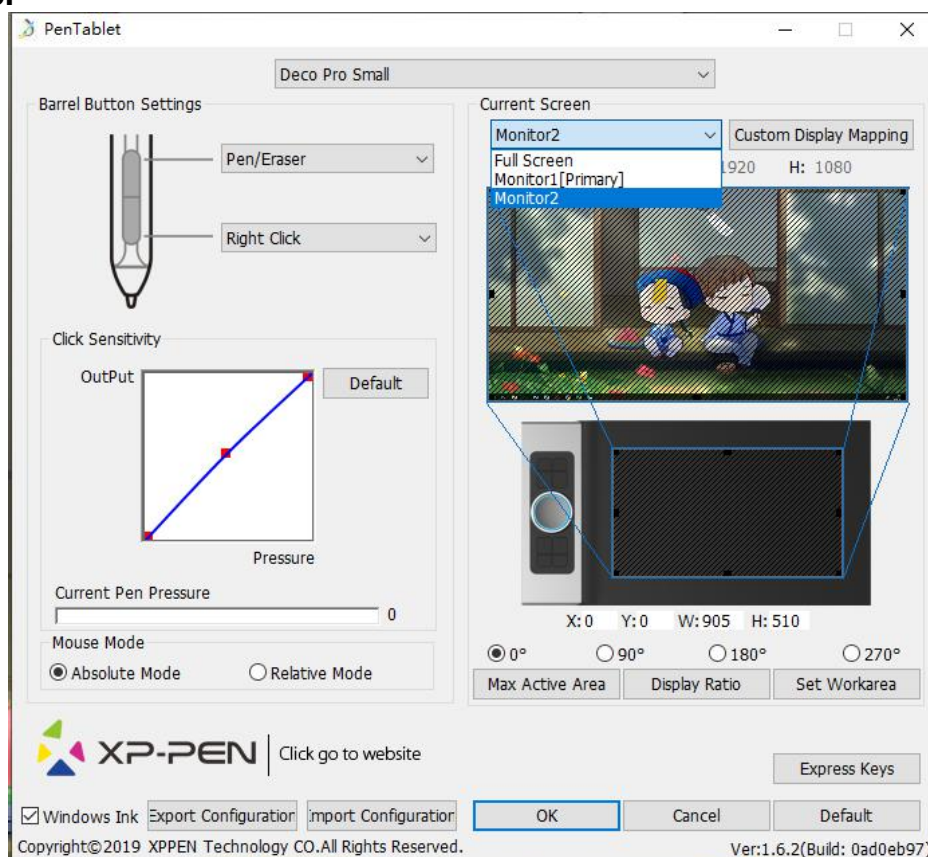 PenTablet
Deco Pro Small
Barrel Button Settings
Pen/Eraser
Right Click
Click Sensitivity
OutPut
Default
Pressure
Current Pen Pressure
0
Mouse Mode
Absolute Mode
Relative Mode
Current Screen
Monitor2
Custom Display Mapping
Full Screen
Monitor1[Primary]
Monitor2
1920 H: 1080
X: 0 Y: 0 W: 905 H: 510
0° 90° 180° 270°
Max Active Area
Display Ratio
Set Workarea
XP-PEN
Click go to website
Express Keys
Windows Ink
Export Configuration
Import Configuration
OK
Cancel
Default
Copyright©2019 XPPEN Technology CO.All Rights Reserved.
Ver:1.6.2(Build: 0ad0eb97)